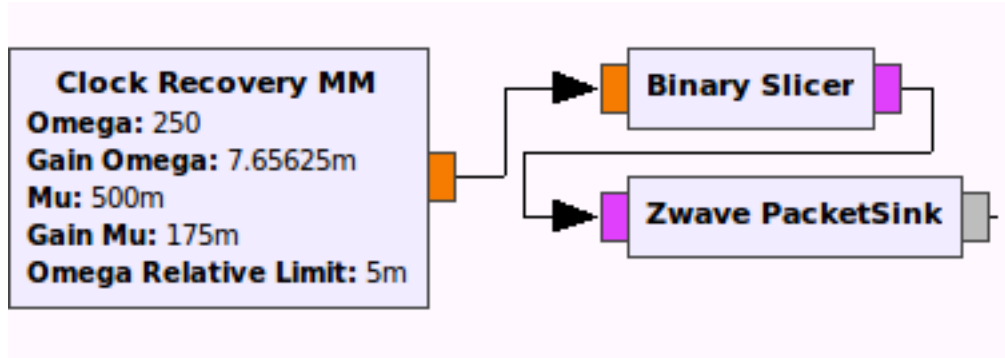 Clock Recovery MM
Omega: 250
Gain Omega: 7.65625m
Mu: 500m
Gain Mu: 175m
Omega Relative Limit: 5m
Binary Slicer
Zwave PacketSink